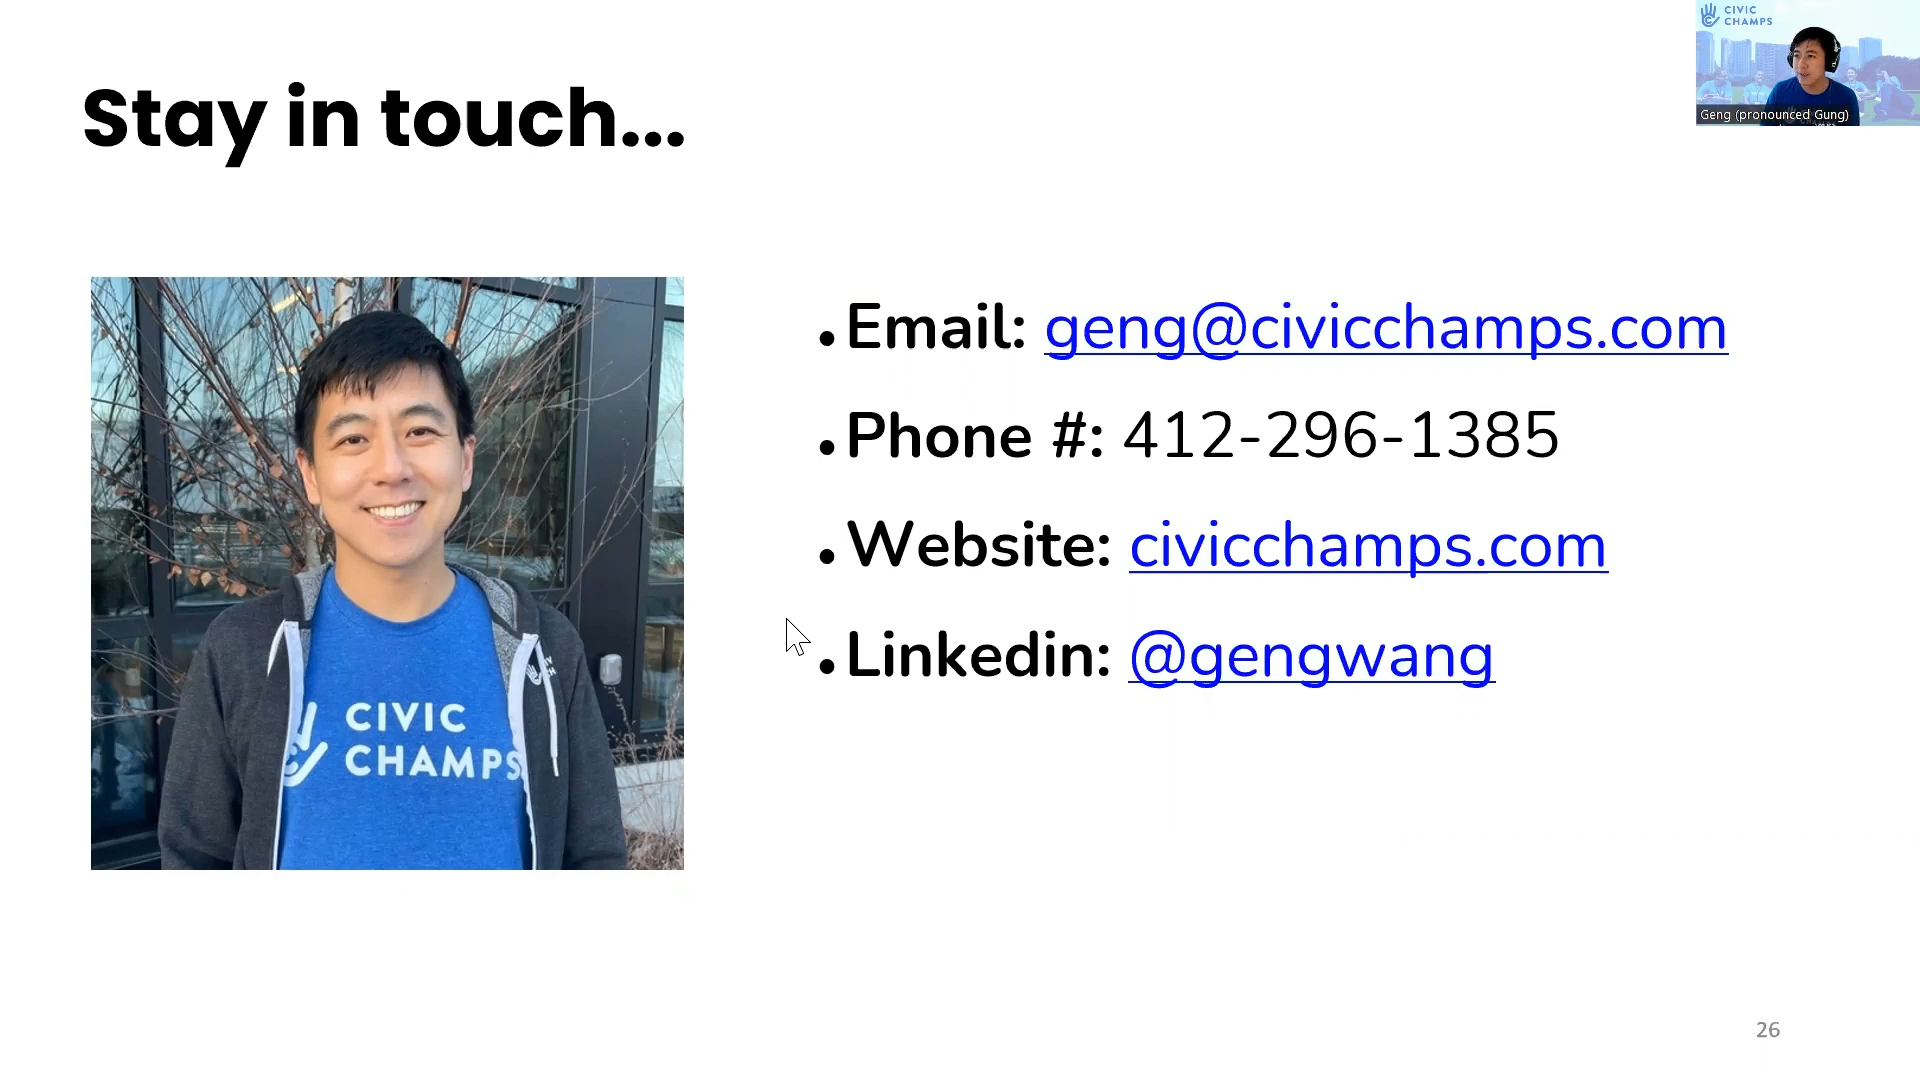 CIVIC
CHAMPS
Geng (pronounced Gung)
Stay in touch...
CIVIC
CHAMPS
• Email: geng@civicchamps.com
• Phone #: 412-296-1385
• Website: civicchamps.com
• Linkedin: @gengwang
26